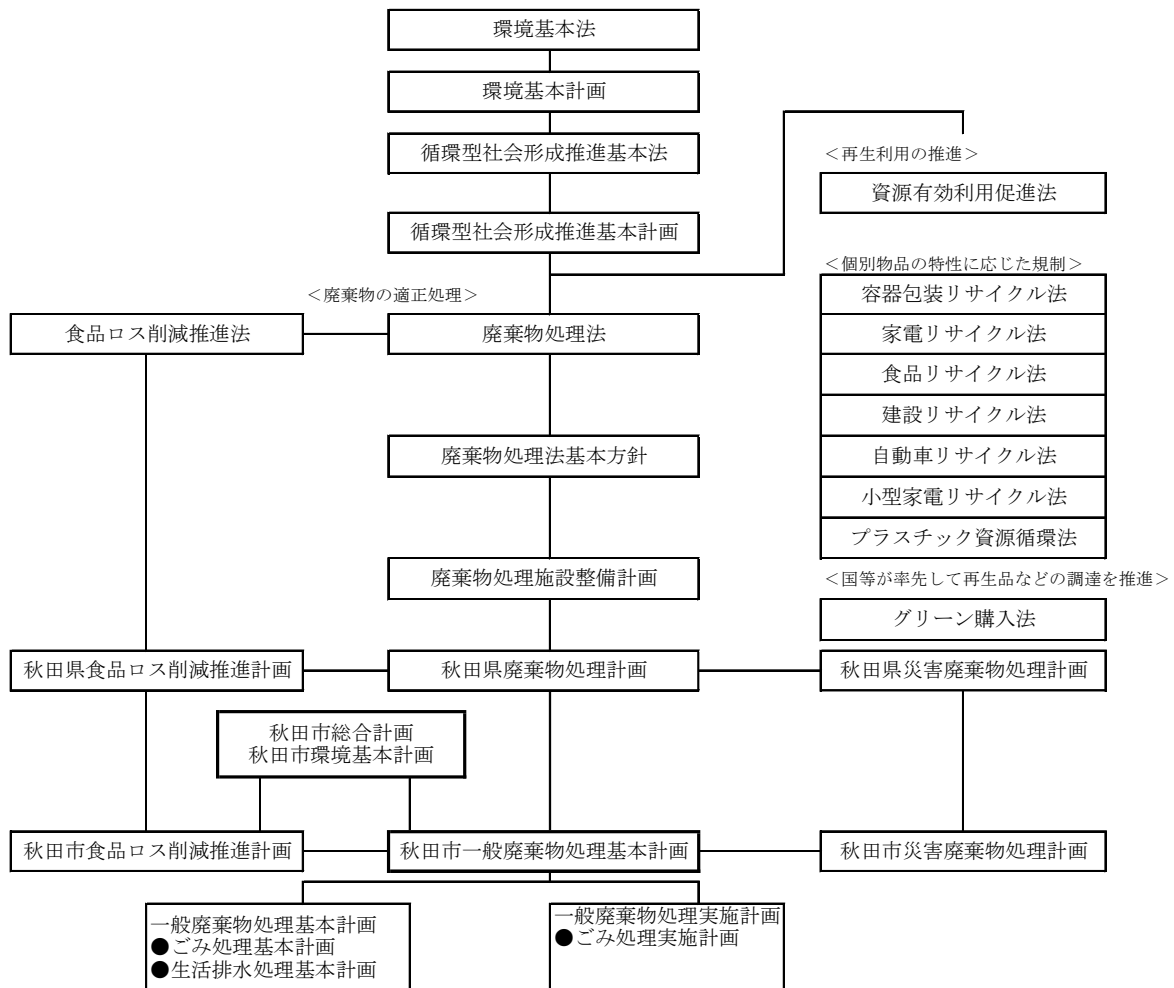 環境基本法
環境基本計画
循環型社会形成推進基本法
＜再生利用の推進＞
資源有効利用促進法
循環型社会形成推進基本計画
＜個別物品の特性に応じた規制＞
容器包装リサイクル法
＜廃棄物の適正処理＞
食品ロス削減推進法
廃棄物処理法
家電リサイクル法
食品リサイクル法
建設リサイクル法
廃棄物処理法基本方針
自動車リサイクル法
小型家電リサイクル法
プラスチック資源循環法
廃棄物処理施設整備計画
＜国等が率先して再生品などの調達を推進＞
グリーン購入法
秋田県食品ロス削減推進計画
秋田県廃棄物処理計画
秋田県災害廃棄物処理計画
秋田市総合計画
秋田市環境基本計画
秋田市食品ロス削減推進計画
秋田市一般廃棄物処理基本計画
秋田市災害廃棄物処理計画
一般廃棄物処理基本計画
●ごみ処理基本計画
●生活排水処理基本計画
一般廃棄物処理実施計画
●ごみ処理実施計画